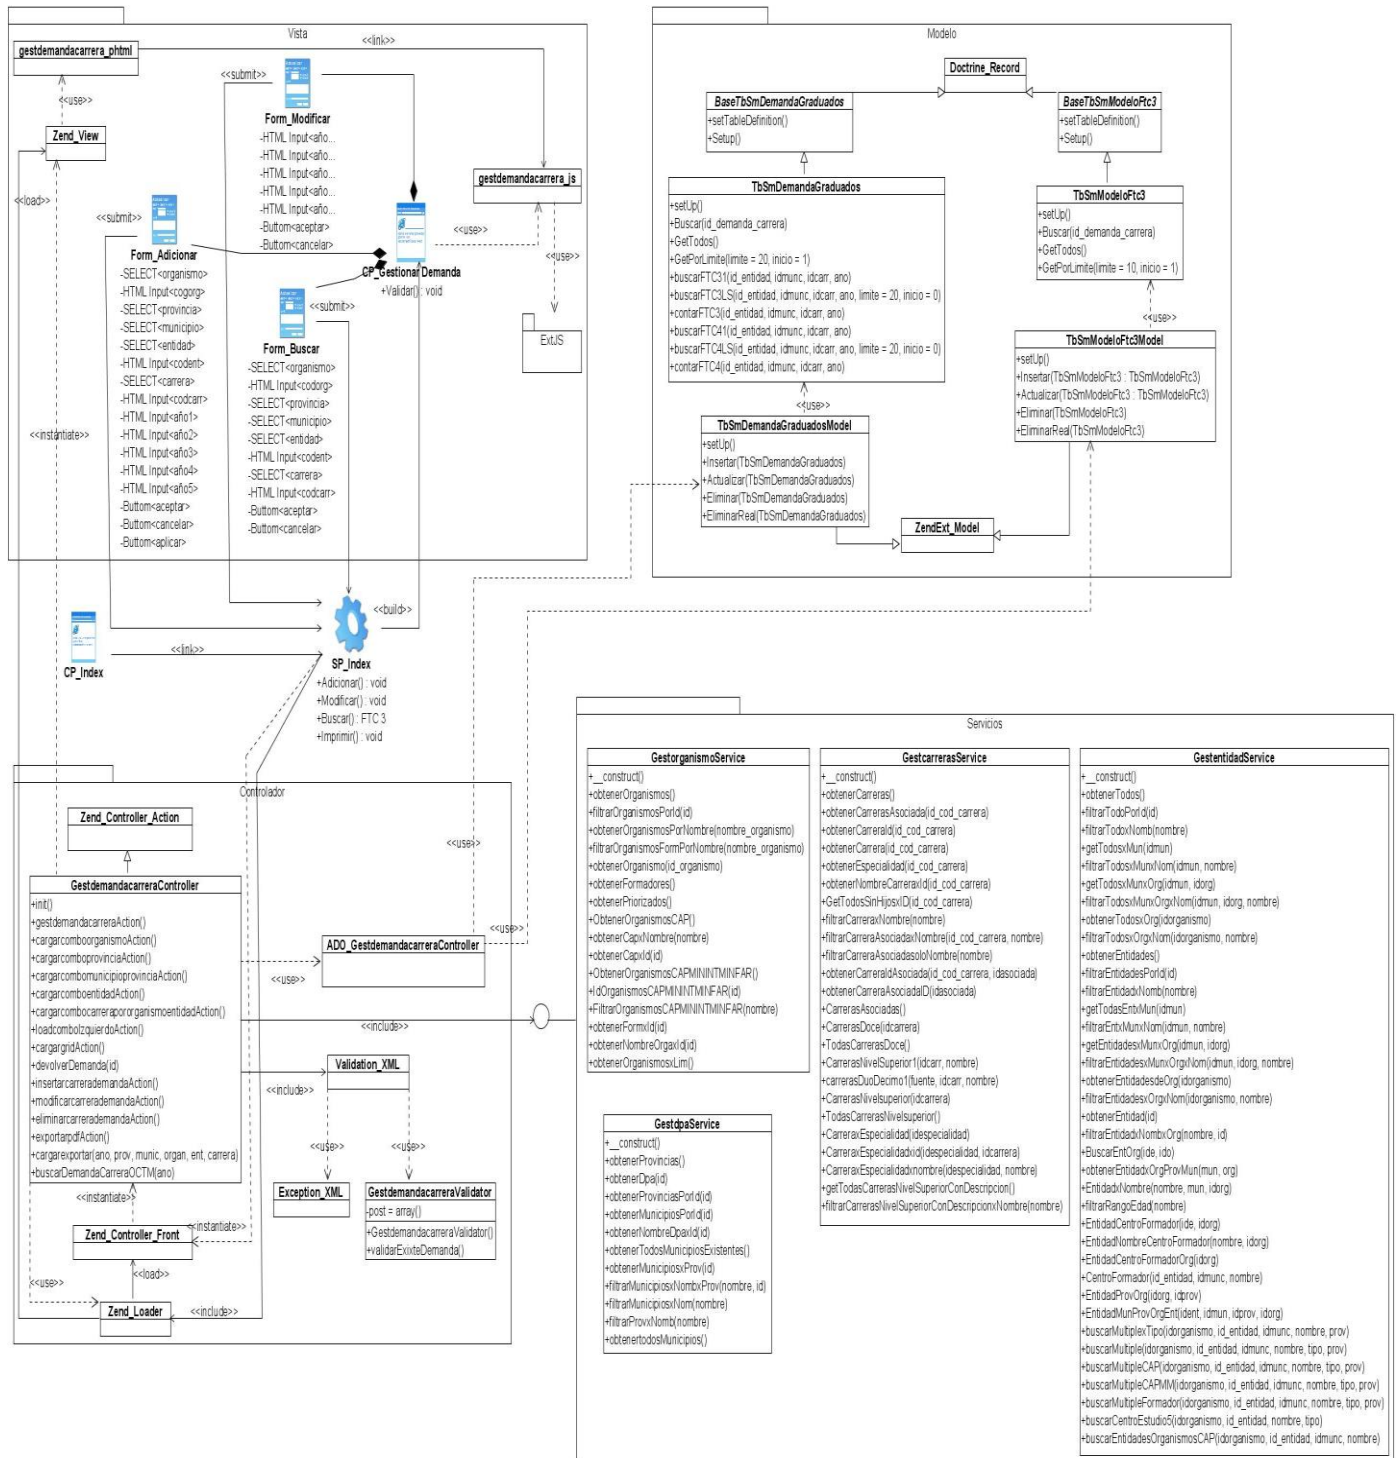 Vista
gestdemandacarrera_phtml
<<link>>
<<use>>
Zend_View
<<load>>
<<instantiate>>
<<submit>>
Form_Modificar
-HTML Input<año...
-HTML Input<año...
-HTML Input<año...
-HTML Input<año...
-HTML Input<año...
-Buttom<aceptar>
-Buttom<cancelar>
<<submit>>
Form_Adicionar
-SELECT<organismo>
-HTML Input<cogorg>
-SELECT<provincia>
-SELECT<municipio>
-SELECT<entidad>
-HTML Input<codent>
-SELECT<carrera>
-HTML Input<codcarr>
-HTML Input<año1>
-HTML Input<año2>
-HTML Input<año3>
-HTML Input<año4>
-HTML Input<año5>
-Buttom<aceptar>
-Buttom<cancelar>
-Buttom<aplicar>
<<submit>>
Form_Buscar
-SELECT<organismo>
-HTML Input<codorg>
-SELECT<provincia>
-SELECT<municipio>
-SELECT<entidad>
-HTML Input<codent>
-SELECT<carrera>
-HTML Input<codcarr>
-Buttom<aceptar>
-Buttom<cancelar>
CP_Gestionar Demanda
+Validar() : void
<<use>>
gestdemandacarrera_js
<<use>>
ExtJS
Modelo
Doctrine_Record
BaseTbSmDemandaGraduados
+setTableDefinition()
+Setup()
BaseTbSmModeloFtc3
+setTableDefinition()
+Setup()
TbSmDemandaGraduados
+setUp()
+Buscar(id_demanda_carrera)
+GetTodos()
+GetPorLimite(limite = 20, inicio = 1)
+buscarFTC31(id_entidad, idmunc, idcarr, ano)
+buscarFTC3LS(id_entidad, idmunc, idcarr, ano, limite = 20, inicio = 0)
+contarFTC3(id_entidad, idmunc, idcarr, ano)
+buscarFTC41(id_entidad, idmunc, idcarr, ano)
+buscarFTC4LS(id_entidad, idmunc, idcarr, ano, limite = 20, inicio = 0)
+contarFTC4(id_entidad, idmunc, idcarr, ano)
TbSmModeloFtc3
+setUp()
+Buscar(id_demanda_carrera)
+GetTodos()
+GetPorLimite(limite = 10, inicio = 1)
<<use>>
<<use>>
TbSmDemandaGraduadosModel
+setUp()
+Insertar(TbSmDemandaGraduados)
+Actualizar(TbSmDemandaGraduados)
+Eliminar(TbSmDemandaGraduados)
+EliminarReal(TbSmDemandaGraduados)
TbSmModeloFtc3Model
+setUp()
+Insertar(TbSmModeloFtc3 : TbSmModeloFtc3)
+Actualizar(TbSmModeloFtc3 : TbSmModeloFtc3)
+Eliminar(TbSmModeloFtc3)
+EliminarReal(TbSmModeloFtc3)
ZendExt_Model
CP_Index
<<link>>
<<build>>
SP_Index
+Adicionar() : void
+Modificar() : void
+Buscar() : FTC 3
+Imprimir() : void
Controlador
Zend_Controller_Action
GestdemandacarreraController
+init()
+gestdemandacarreraAction()
+cargarcomboorganismoAction()
+cargarcomboprovinciaAction()
+cargarcombomunicipioprovinciaAction()
+cargarcomboentidadAction()
+cargarcombocarreraporganismoentidadAction()
+loadcomboIzquierdoAction()
+cargargridAction()
+devolverDemanda(id)
+insertarcarrerademandaAction()
+modificarcarrerademandaAction()
+eliminarcarrerademandaAction()
+exportarpdfAction()
+cargarexportar(ano, prov, munic, organ, ent, carrera)
+buscarDemandaCarreraOCTM(ano)
<<instantiate>>
Zend_Controller_Front
<<instantiate>>
<<use>>
<<load>>
Zend_Loader
<<include>>
<<use>>
<<use>>
ADO_GestdemandacarreraController
<<use>>
<<include>>
Validation_XML
<<include>>
<<use>>
<<use>>
Exception_XML
GestdemandacarreraValidator
-post = array()
+GestdemandacarreraValidator()
+validarExixteDemanda()
Servicios
GestorganismoService
+__construct()
+obtenerOrganismos()
+filtrarOrganismosPorId(id)
+obtenerOrganismosPorNombre(nombre_organismo)
+filtrarOrganismosFormPorNombre(nombre_organismo)
+obtenerOrganismo(id_organismo)
+obtenerFormadores()
+obtenerPriorizados()
+ObtenerOrganismosCAP()
+obtenerCapxNombre(nombre)
+obtenerCapxId(id)
+ObtenerOrganismosCAPMININTMINFAR()
+IdOrganismosCAPMININTMINFAR(id)
+FiltrarOrganismosCAPMININTMINFAR(nombre)
+obtenerFormxId(id)
+obtenerNombreOrgaxId(id)
+obtenerOrganismosxLim()
GestcarrerasService
+__construct()
+obtenerCarreras()
+obtenerCarrerasAsociada(id_cod_carrera)
+obtenerCarreraId(id_cod_carrera)
+obtenerCarrera(id_cod_carrera)
+obtenerEspecialidad(id_cod_carrera)
+obtenerNombreCarreraxId(id_cod_carrera)
+GetTodosSinHijosxID(id_cod_carrera)
+filtrarCarreraxNombre(nombre)
+filtrarCarreraAsociadaxNombre(id_cod_carrera, nombre)
+filtrarCarreraAsociadasoloNombre(nombre)
+obtenerCarreraIdAsociada(id_cod_carrera, idasociada)
+obtenerCarreraAsociadaID(idasociada)
+CarrerasAsociadas()
+CarrerasDoce(idcarrera)
+TodasCarrerasDoce()
+CarrerasNivelSuperior1(idcarr, nombre)
+carrerasDuoDecimo1(fuente, idcarr, nombre)
+CarrerasNivelsuperior(idcarrera)
+TodasCarrerasNivelsuperior()
+CarreraxEspecialidad(idespecialidad)
+CarreraxEspecialidadxid(idespecialidad, idcarrera)
+CarreraxEspecialidadxnombre(idespecialidad, nombre)
+getTodasCarrerasNivelSuperiorConDescripcion()
+filtrarCarrerasNivelSuperiorConDescripcionxNombre(nombre)
GestentidadService
+__construct()
+obtenerTodos()
+filtrarTodoPorId(id)
+filtrarTodoxNomb(nombre)
+getTodosxMun(idmun)
+filtrarTodosxMunxNom(idmun, nombre)
+getTodosxMunxOrg(idmun, idorg)
+filtrarTodosxMunxOrgxNom(idmun, idorg, nombre)
+obtenerTodosxOrg(idorganismo)
+filtrarTodosxOrgxNom(idorganismo, nombre)
+obtenerEntidades()
+filtrarEntidadesPorId(id)
+filtrarEntidadxNomb(nombre)
+getTodasEntxMun(idmun)
+filtrarEntxMunxNom(idmun, nombre)
+getEntidadesxMunxOrg(idmun, idorg)
+filtrarEntidadesxMunxOrgxNom(idmun, idorg, nombre)
+obtenerEntidadesdeOrg(idorganismo)
+filtrarEntidadesxOrgxNom(idorganismo, nombre)
+obtenerEntidad(id)
+filtrarEntidadxNombxOrg(nombre, id)
+BuscarEntOrg(ide, ido)
+obtenerEntidadxOrgProvMun(mun, org)
+EntidadxNombre(nombre, mun, idorg)
+filtrarRangoEdad(nombre)
+EntidadCentroFormador(ide, idorg)
+EntidadNombreCentroFormador(nombre, idorg)
+EntidadCentroFormadorOrg(idorg)
+CentroFormador(id_entidad, idmunc, nombre)
+EntidadProvOrg(idorg, idprov)
+EntidadMunProvOrgEnt(ident, idmun, idprov, idorg)
+buscarMultiplexTipo(idorganismo, id_entidad, idmunc, nombre, prov)
+buscarMultiple(idorganismo, id_entidad, idmunc, nombre, tipo, prov)
+buscarMultipleCAP(idorganismo, id_entidad, idmunc, nombre, tipo, prov)
+buscarMultipleCAPMM(idorganismo, id_entidad, idmunc, nombre, tipo, prov)
+buscarMultipleFormador(idorganismo, id_entidad, idmunc, nombre, tipo, prov)
+buscarCentroEstudio5(idorganismo, id_entidad, nombre, tipo)
+buscarEntidadesOrganismosCAP(idorganismo, id_entidad, idmunc, nombre)
GestdpaService
+__construct()
+obtenerProvincias()
+obtenerDpa(id)
+obtenerProvinciasPorId(id)
+obtenerMunicipiosPorId(id)
+obtenerNombreDpaxId(id)
+obtenerTodosMunicipiosExistentes()
+obtenerMunicipiosxProv(id)
+filtrarMunicipiosxNombxProv(nombre, id)
+filtrarMunicipiosxNom(nombre)
+filtrarProvxNomb(nombre)
+obtenertodosMunicipios()